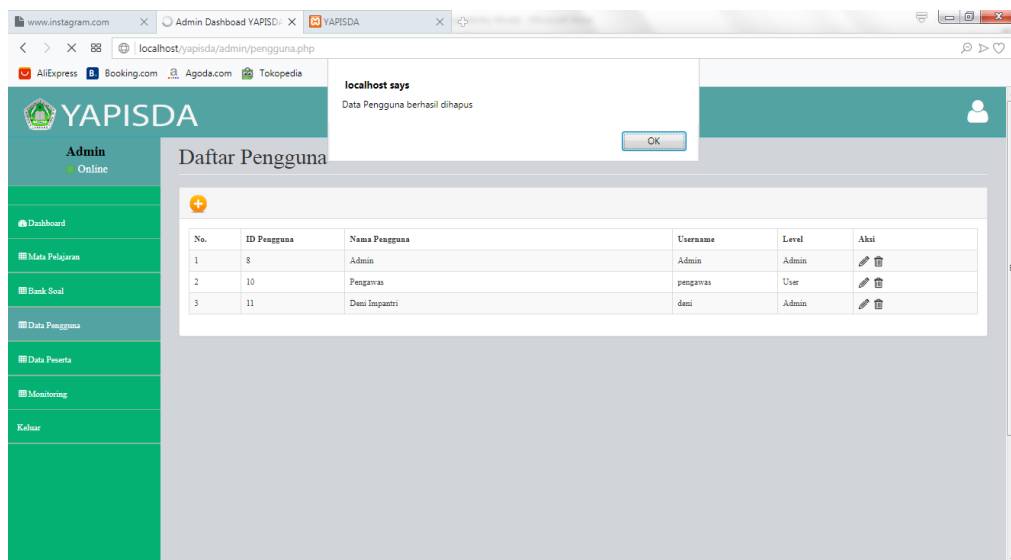 www.instagram.com
Admin Dashboad YAPISD
YAPISDA
localhost/yapisda/admin/pengguna.php
AliExpress
B. Booking.com
a Agoda.com
Tokopedia
localhost says
Data Pengguna berhasil dihapus
OK
YAPISDA
Admin
Online
Dashboard
Mata Pelajaran
Bank Soal
Data Pengguna
Data Peserta
Monitoring
Keluar
Daftar Pengguna
No. ID Pengguna Nama Pengguna Username Level Aksi
1 8 Admin Admin Admin
2 10 Pengawas pengawas User
3 11 Deni Impantri deni Admin